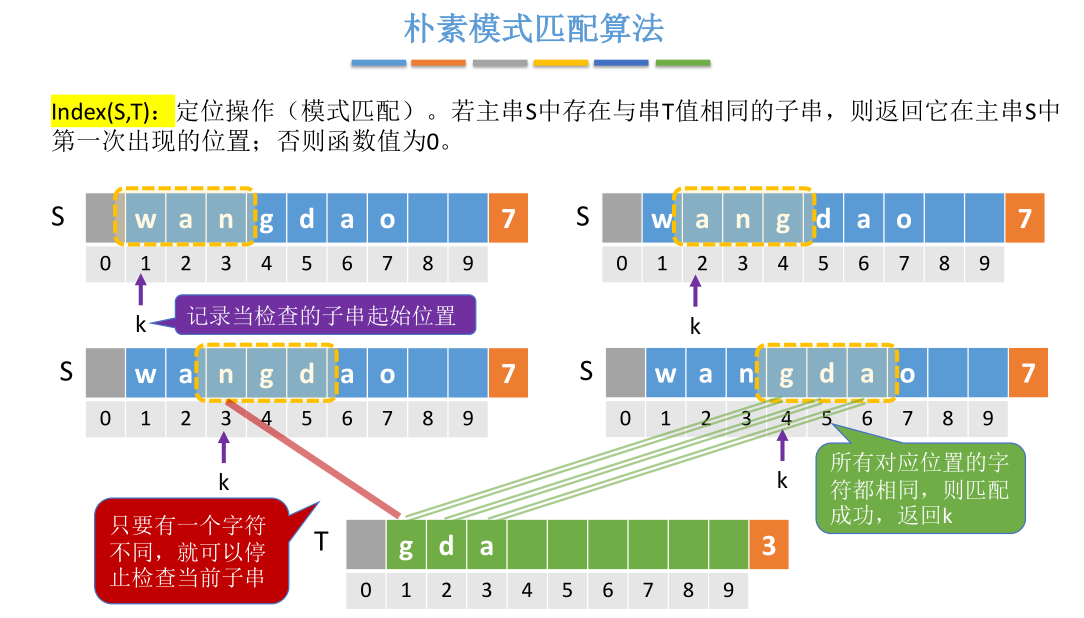 朴素模式匹配算法
Index(S,T)：定位操作（模式匹配）。若主串S中存在与串T值相同的子串，则返回它在主串S中
第一次出现的位置；否则函数值为0。
S w a n g d a o 7
0 1 2 3 4 5 6 7 8 9
k
记录当检查的子串起始位置
S w a n g d a o 7
0 1 2 3 4 5 6 7 8 9
k
S w a n g d a o 7
0 1 2 3 4 5 6 7 8 9
k
S w a n g d a o 7
0 1 2 3 4 5 6 7 8 9
k
所有对应位置的字
符都相同，则匹配
成功，返回k
只要有一个字符
不同，就可以停
止检查当前子串
T g d a 3
0 1 2 3 4 5 6 7 8 9